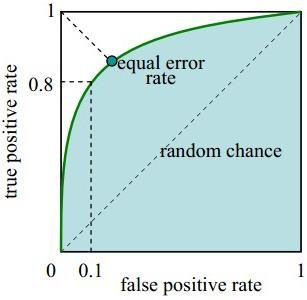 1
equal error
rate
0.8
true positive rate
random chance
0
0.1
1
false positive rate